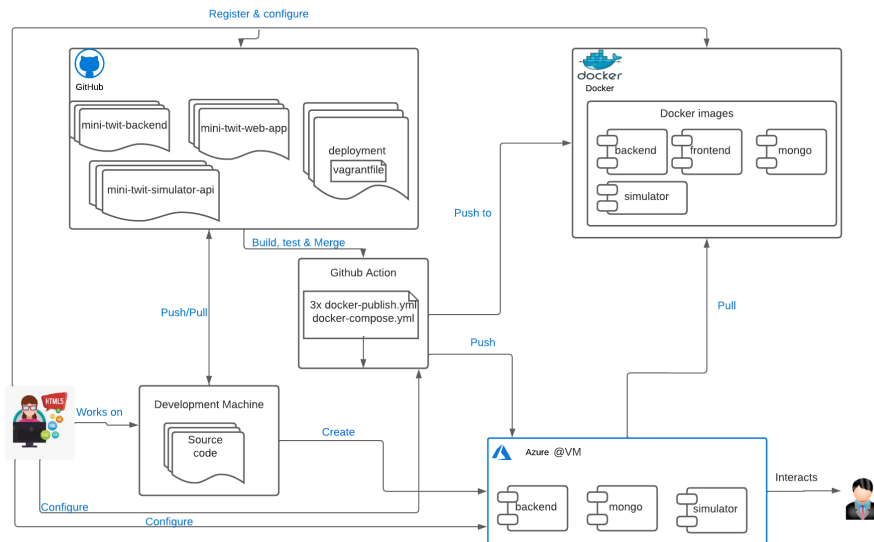 Register & configure
GitHub
mini-twit-backend
mini-twit-web-app
mini-twit-simulator-api
deployment
vagrantfile
docker
Docker
Docker images
backend
frontend
mongo
simulator
Push to
Build, test & Merge
Github Action
3x docker-publish.yml
docker-compose.yml
Push/Pull
Push
Pull
HTML5
Works on
Development Machine
Source
code
Create
Configure
Configure
Azure @VM
backend
mongo
simulator
Interacts